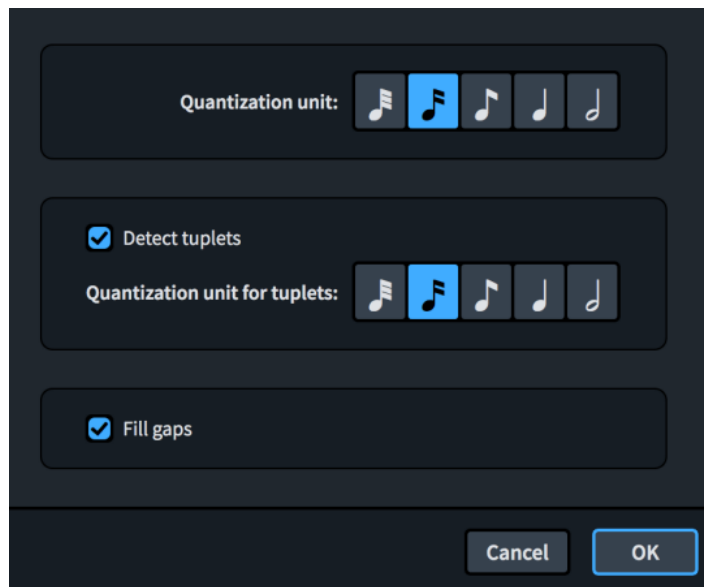 Quantization unit:
Detect tuplets
Quantization unit for tuplets:
Fill gaps
Cancel OK